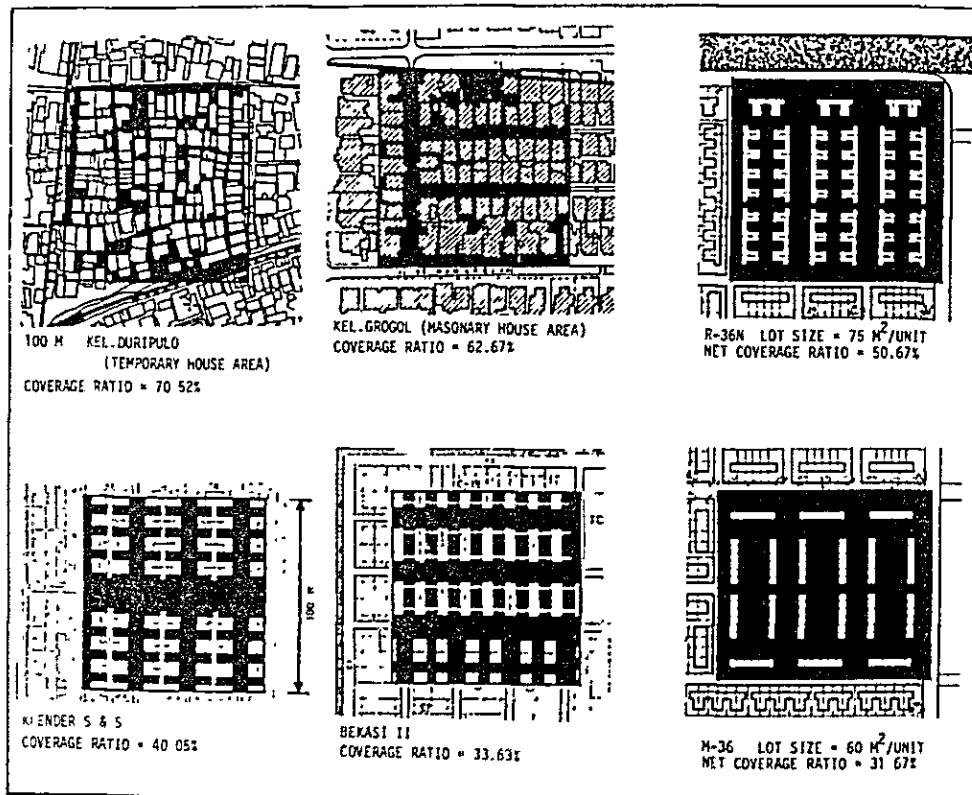 100 M KEL.DURIPULO
(TEMPORARY HOUSE AREA)
COVERAGE RATIO = 70 52%
KEL.GROGOL (MASONARY HOUSE AREA)
COVERAGE RATIO = 62.67%
R-36N LOT SIZE = 75 M²/UNIT
NET COVERAGE RATIO = 50.67%
100 M
KLENDER S & S
COVERAGE RATIO = 40 05%
BEKASI II
COVERAGE RATIO = 33.63%
M-36 LOT SIZE = 60 M²/UNIT
NET COVERAGE RATIO = 31 67%